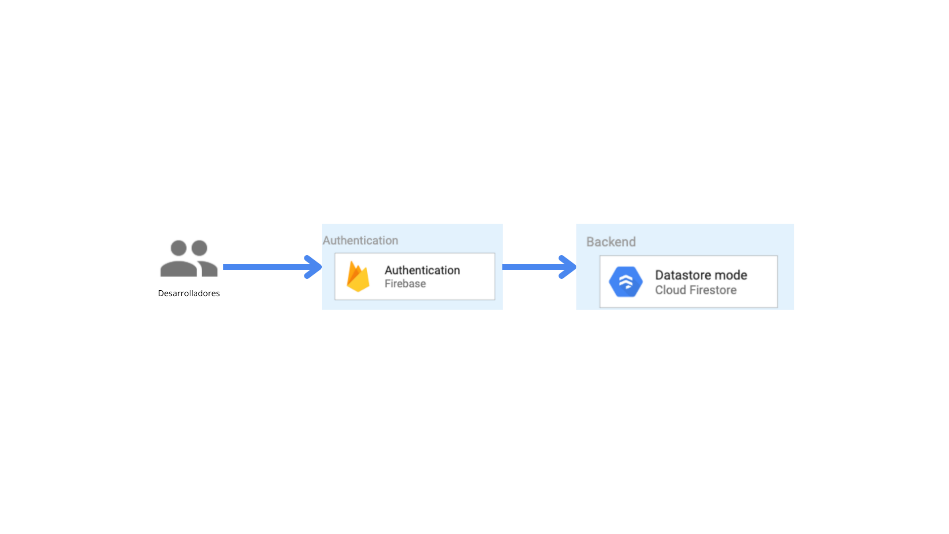 Desarrolladores
Authentication
Authentication
Firebase
Backend
Datastore mode
Cloud Firestore